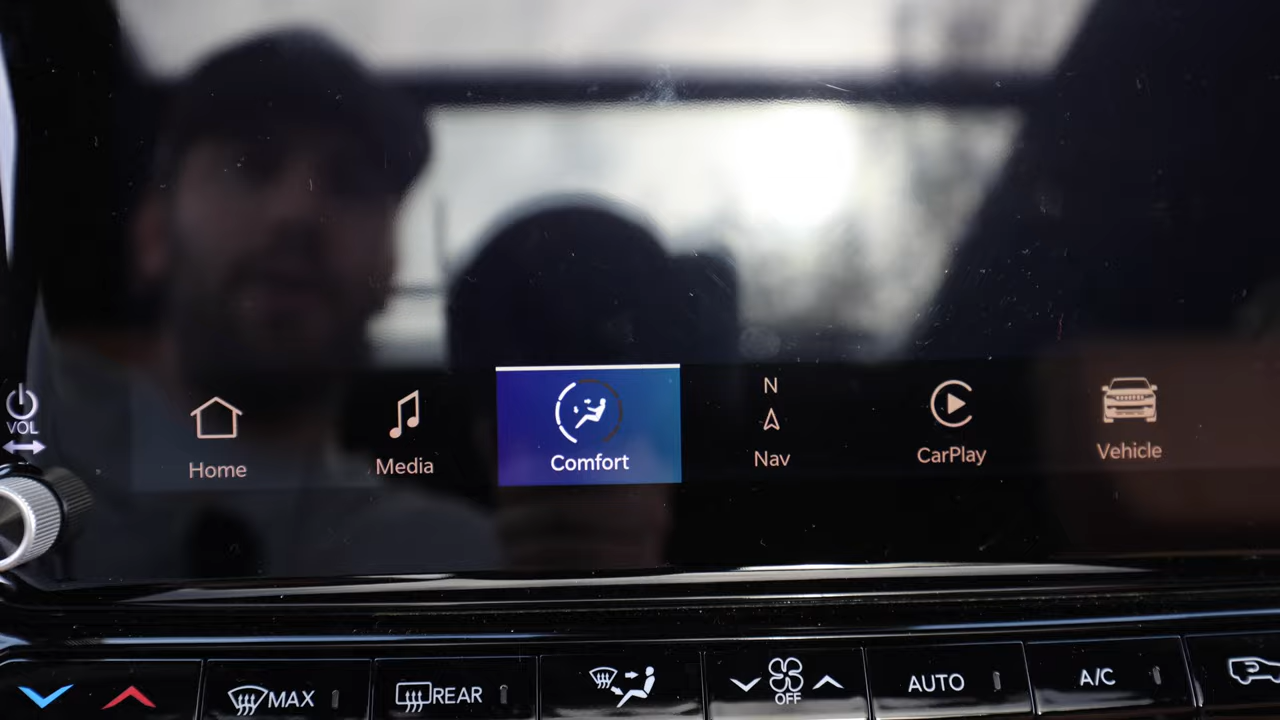 VOL
Home
Media
Comfort
N
Nav
CarPlay
Vehicle
MAX
REAR
OFF
AUTO
A/C